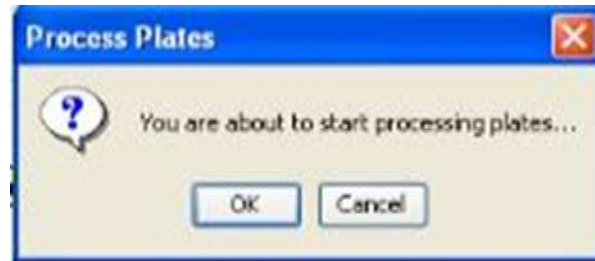 Process Plates
?
You are about to start processing plates...
OK
Cancel